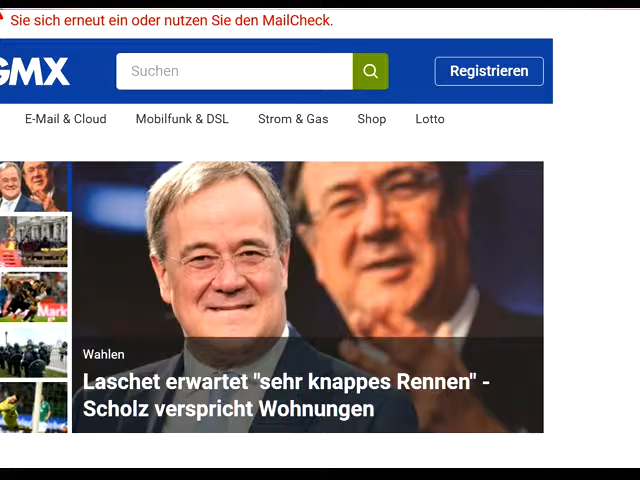 Sie sich erneut ein oder nutzen Sie den MailCheck.
GMX
Suchen
Registrieren
E-Mail & Cloud
Mobilfunk & DSL
Strom & Gas
Shop
Lotto
Wahlen
Laschet erwartet "sehr knappes Rennen" -
Scholz verspricht Wohnungen